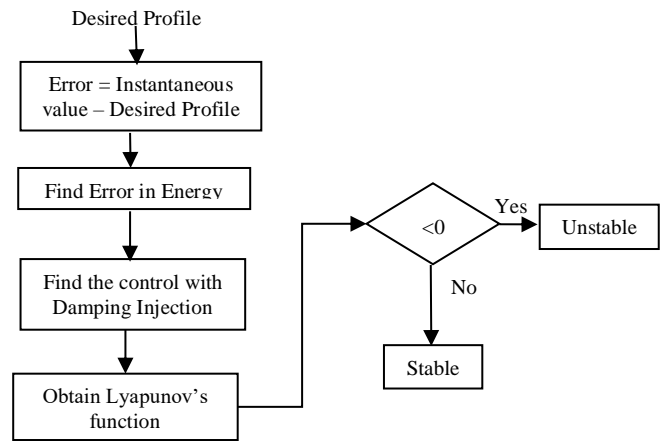 Desired Profile
Error = Instantaneous
value – Desired Profile
Find Error in Energy
Find the control with
Damping Injection
Obtain Lyapunov's
function
<0
Yes
Unstable
No
Stable